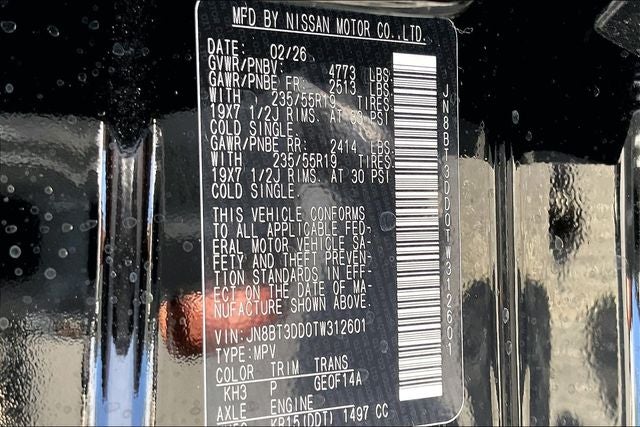 MFD BY NISSAN MOTOR CO.,LTD.
DATE: 02/26
GVWR/PNBV: 4773 LBS.
GAWR/PNBE FR: 2513 LBS.
WITH 235/55R19 TIRES.
19X7 1/2J RIMS. AT 33 PSI
COLD SINGLE.
GAWR/PNBE RR: 2414 LBS.
WITH 235/55R19 TIRES.
19X7 1/2J RIMS. AT 30 PSI
COLD SINGLE.
THIS VEHICLE CONFORMS
TO ALL APPLICABLE FED-
ERAL MOTOR VEHICLE SA-
FETY AND THEFT PREVEN-
TION STANDARDS IN EFF-
ECT ON THE DATE OF MA-
NUFACTURE SHOWN ABOVE.
VIN:JN8BT3DD0TW312601
TYPE:MPV
COLOR TRIM TRANS
KH3 P GE0F14A
AXLE ENGINE
KR15(DDT) 1497 CC
JN8BT3DD0TW312601